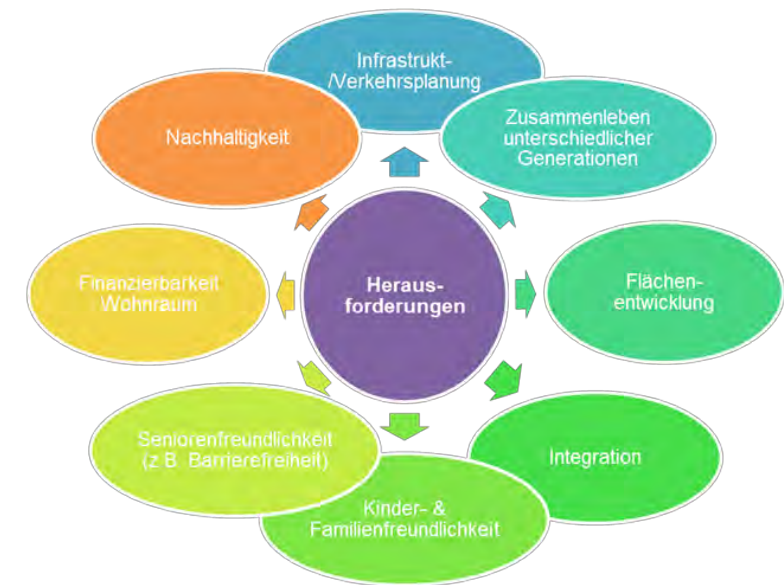 Infrastrukt-
/Verkehrsplanung
Zusammenleben
unterschiedlicher
Generationen
Nachhaltigkeit
Finanzierbarkeit
Wohnraum
Heraus-
forderungen
Flächen-
entwicklung
Seniorenfreundlichkeit
(z.B. Barrierefreiheit)
Integration
Kinder- &
Familienfreundlichkeit